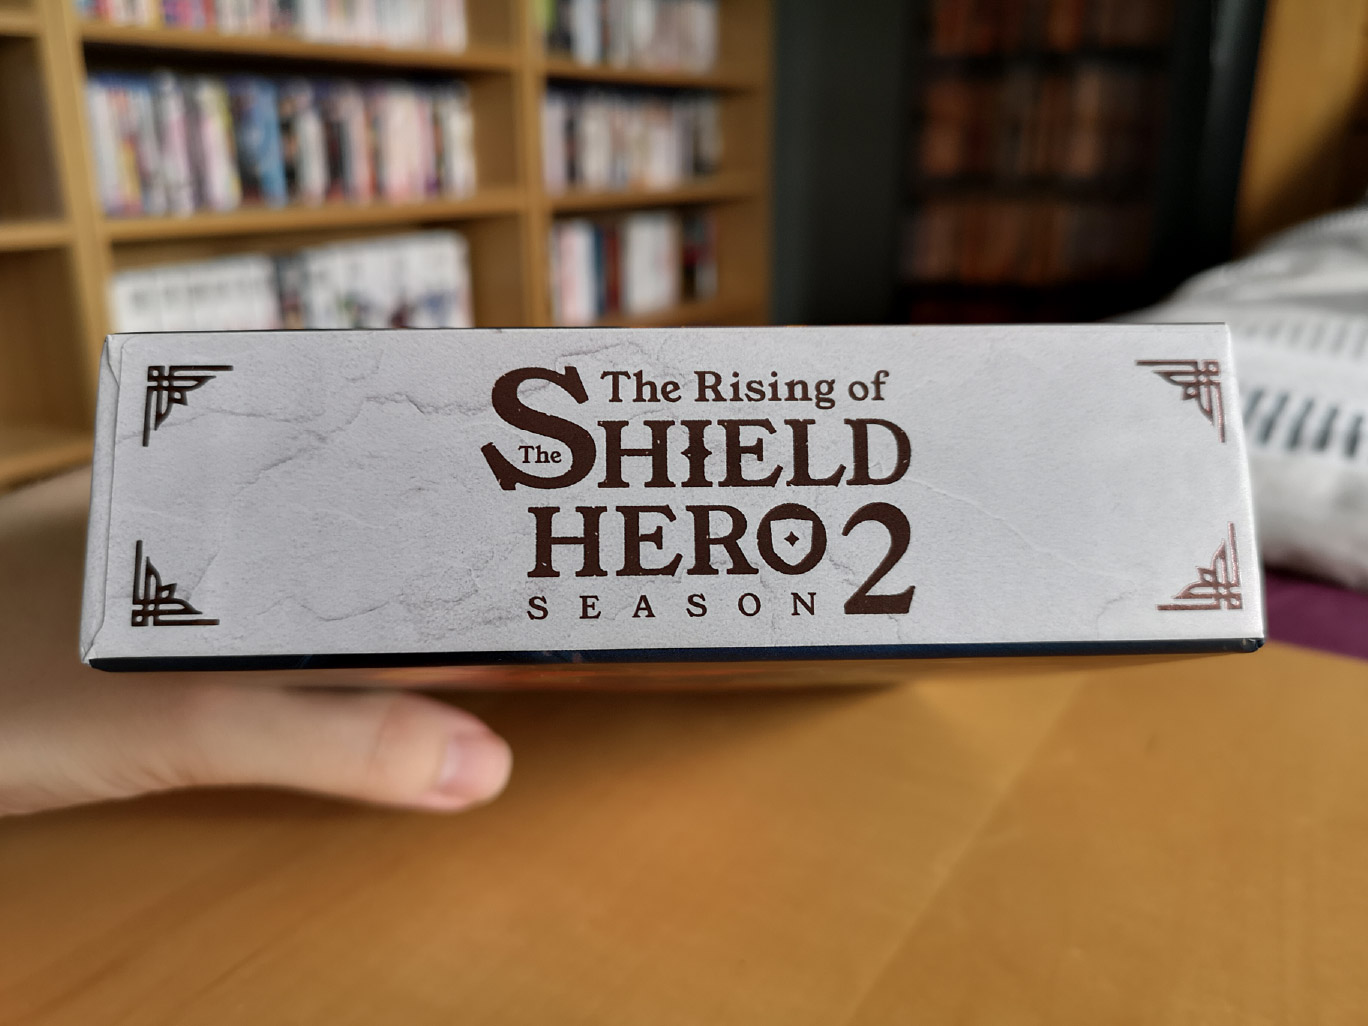 The Rising of
The SHIELD
HERO 2
SEASON